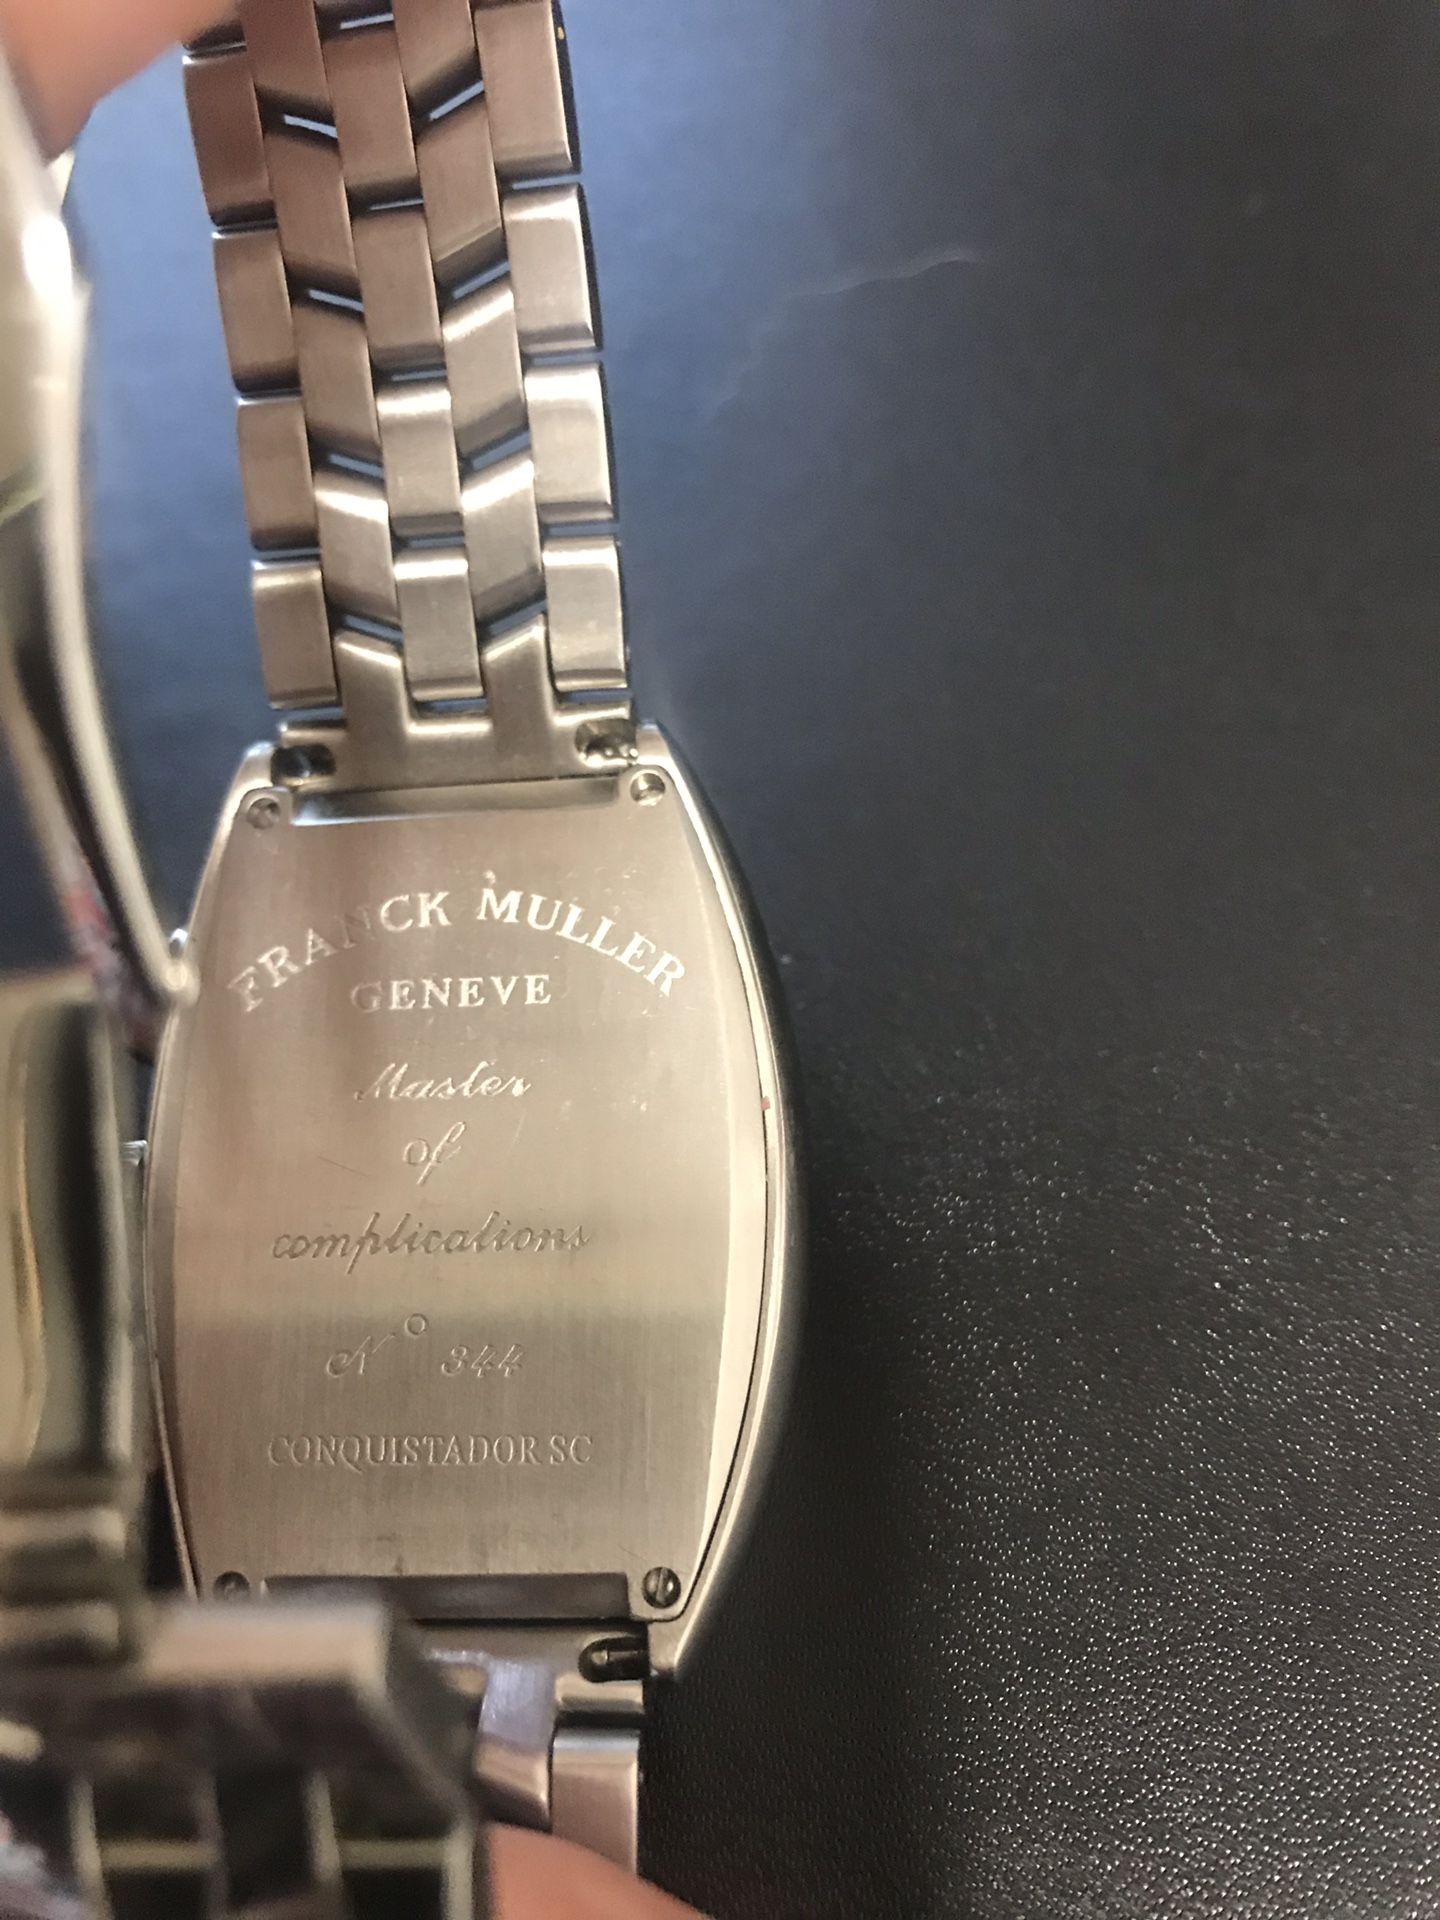 FRANCK MULLER
GENEVE
Master
of
complications
N° 344
CONQUISTADOR SC